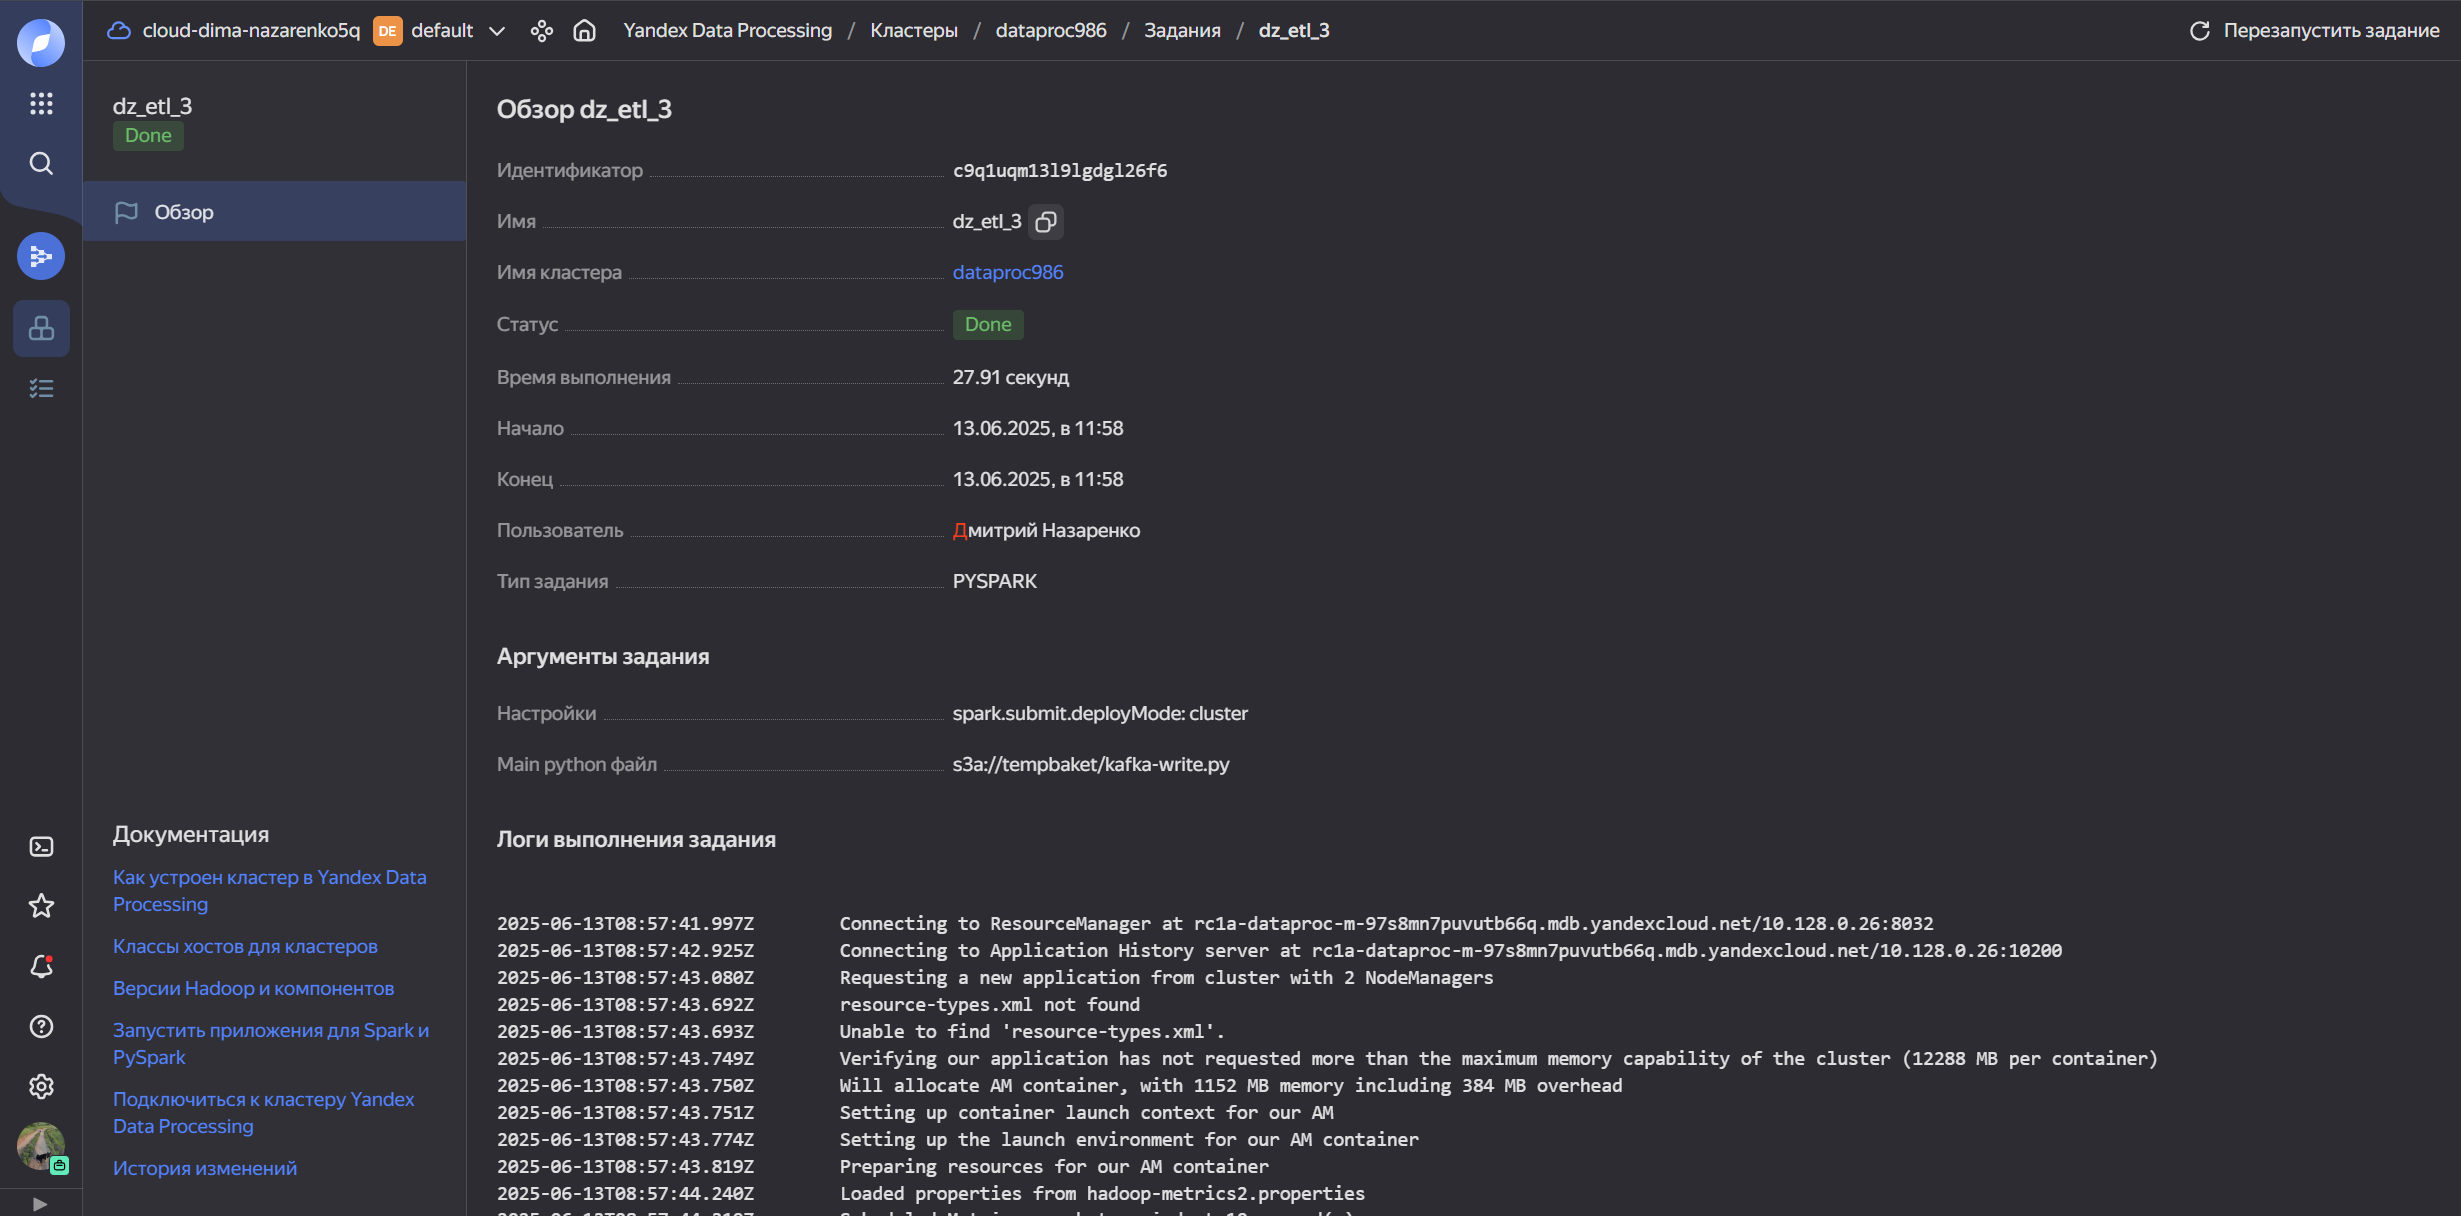 cloud-dima-nazarenko5q DE default Yandex Data Processing / Кластеры / dataproc986 / Задания / dz_etl_3 Перезапустить задание
dz_etl_3
Done
Обзор
Документация
Как устроен кластер в Yandex Data
Processing
Классы хостов для кластеров
Версии Hadoop и компонентов
Запустить приложения для Spark и
PySpark
Подключиться к кластеру Yandex
Data Processing
История изменений
Обзор dz_etl_3
Идентификатор c9q1uqm13l9lgdgl26f6
Имя dz_etl_3
Имя кластера dataproc986
Статус Done
Время выполнения 27.91 секунд
Начало 13.06.2025, в 11:58
Конец 13.06.2025, в 11:58
Пользователь Дмитрий Назаренко
Тип задания PYSPARK
Аргументы задания
Настройки spark.submit.deployMode: cluster
Main python файл s3a://tempbaket/kafka-write.py
Логи выполнения задания
2025-06-13T08:57:41.997Z Connecting to ResourceManager at rc1a-dataproc-m-97s8mn7puvutb66q.mdb.yandexcloud.net/10.128.0.26:8032
2025-06-13T08:57:42.925Z Connecting to Application History server at rc1a-dataproc-m-97s8mn7puvutb66q.mdb.yandexcloud.net/10.128.0.26:10200
2025-06-13T08:57:43.080Z Requesting a new application from cluster with 2 NodeManagers
2025-06-13T08:57:43.692Z resource-types.xml not found
2025-06-13T08:57:43.693Z Unable to find 'resource-types.xml'.
2025-06-13T08:57:43.749Z Verifying our application has not requested more than the maximum memory capability of the cluster (12288 MB per container)
2025-06-13T08:57:43.750Z Will allocate AM container, with 1152 MB memory including 384 MB overhead
2025-06-13T08:57:43.751Z Setting up container launch context for our AM
2025-06-13T08:57:43.774Z Setting up the launch environment for our AM container
2025-06-13T08:57:43.819Z Preparing resources for our AM container
2025-06-13T08:57:44.240Z Loaded properties from hadoop-metrics2.properties